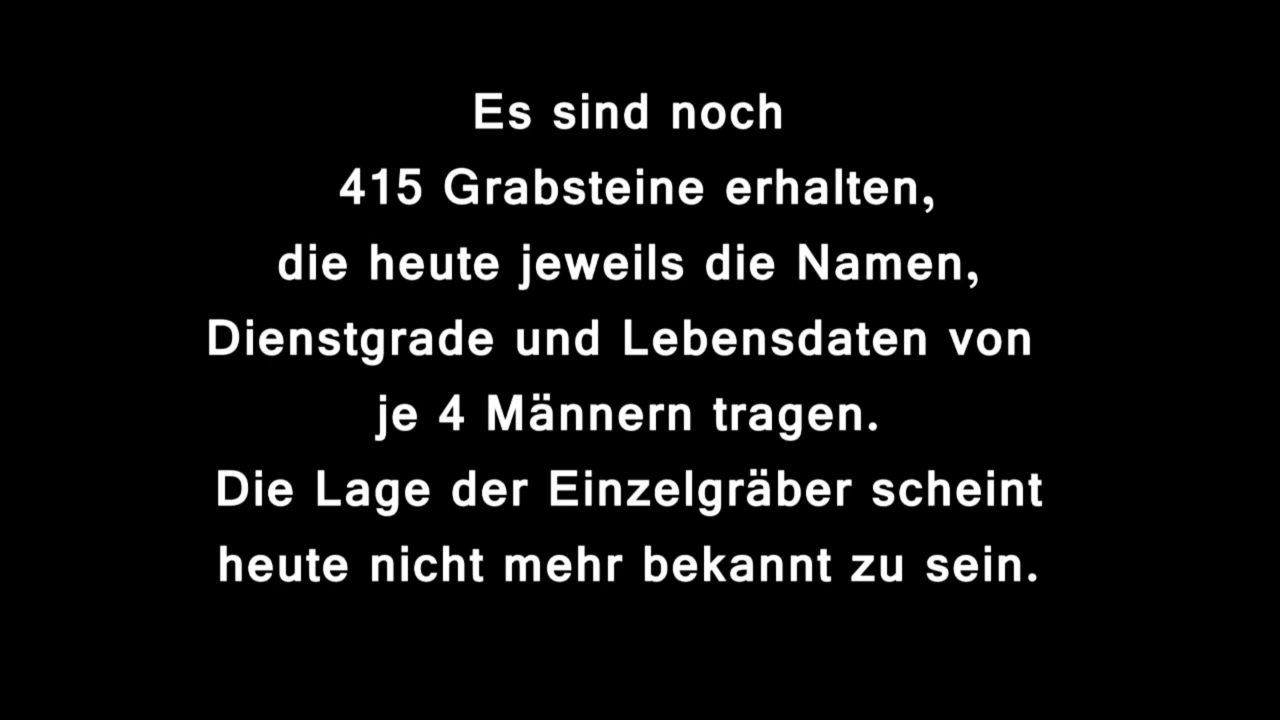 Es sind noch
415 Grabsteine erhalten,
die heute jeweils die Namen,
Dienstgrade und Lebensdaten von
je 4 Männern tragen.
Die Lage der Einzelgräber scheint
heute nicht mehr bekannt zu sein.